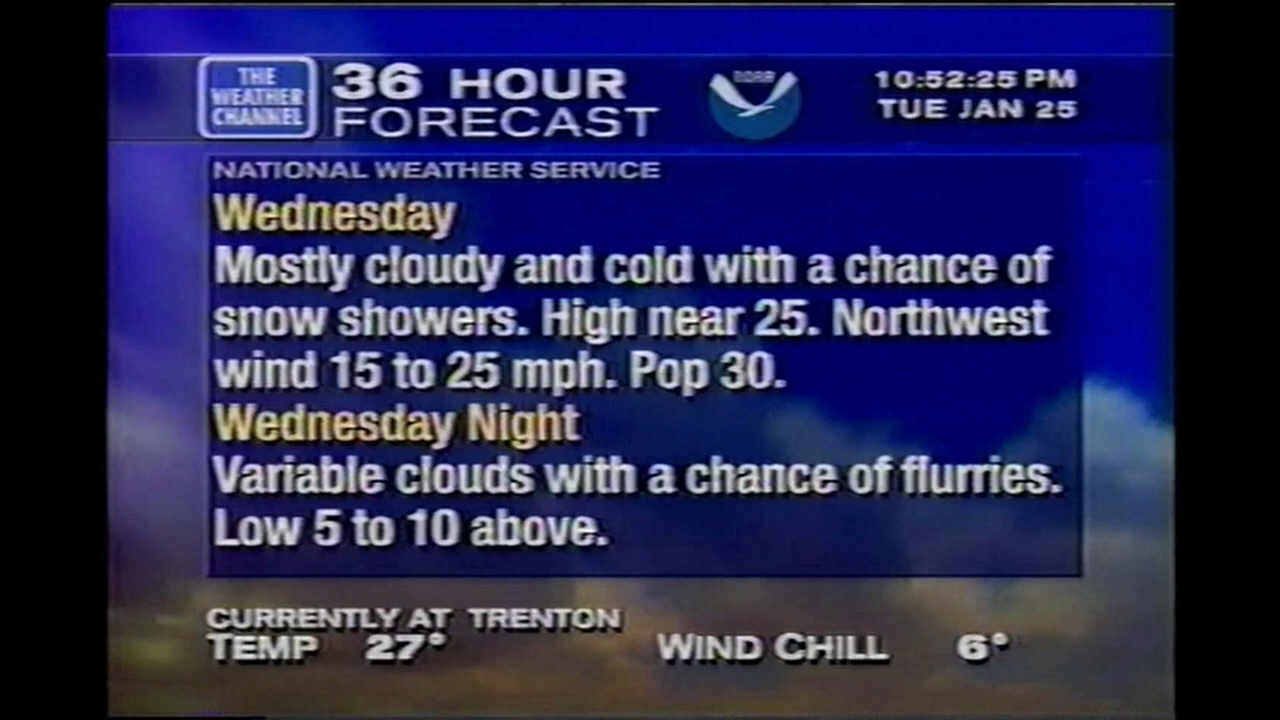 THE
WEATHER
CHANNEL
36 HOUR
FORECAST
NOAA
10:52:25 PM
TUE JAN 25
NATIONAL WEATHER SERVICE
Wednesday
Mostly cloudy and cold with a chance of
snow showers. High near 25. Northwest
wind 15 to 25 mph. Pop 30.
Wednesday Night
Variable clouds with a chance of flurries.
Low 5 to 10 above.
CURRENTLY AT TRENTON
TEMP 27° WIND CHILL 6°